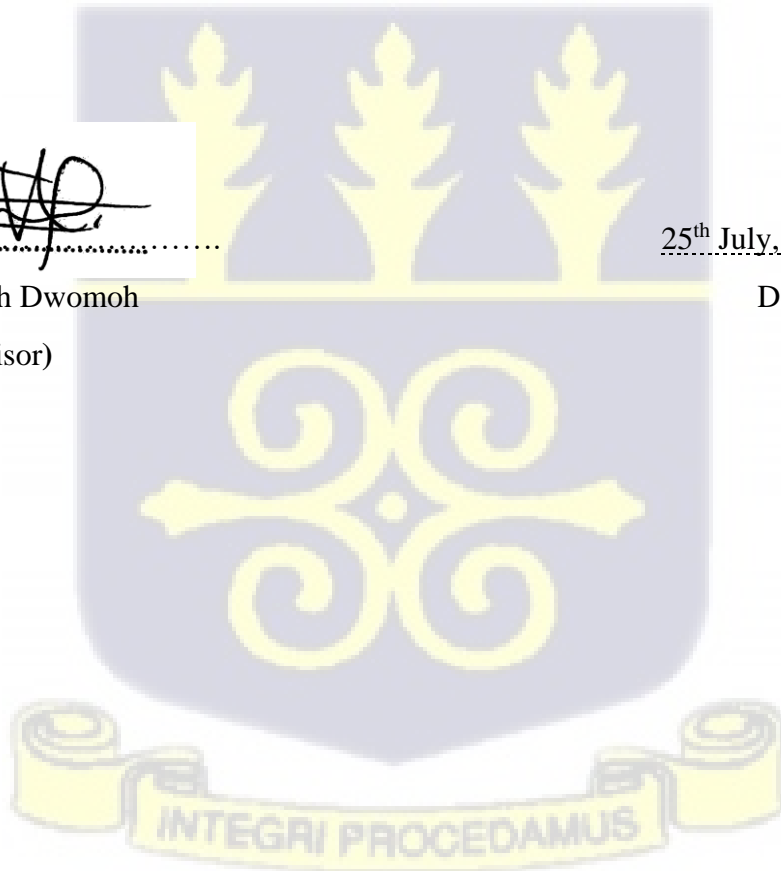 25th July,
h Dwomoh D
isor)
INTEGRI PROCEDAMUS